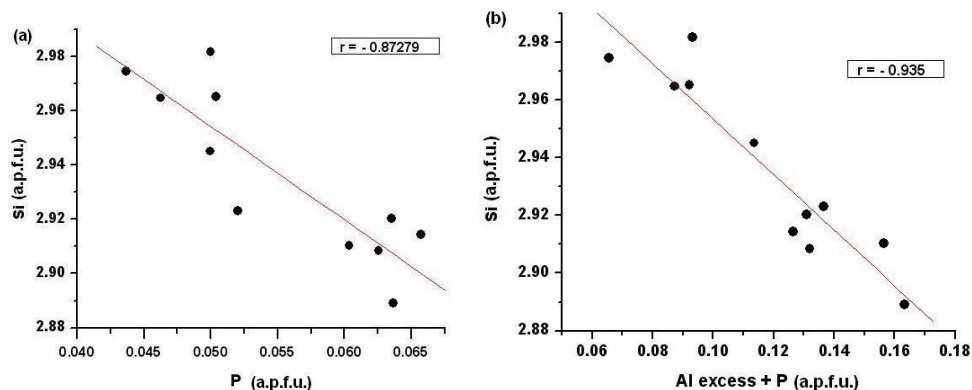 (a)
r = - 0.87279
2.98
2.96
2.94
2.92
2.90
2.88
Si (a.p.f.u.)
0.040 0.045 0.050 0.055 0.060 0.065
P (a.p.f.u.)
(b)
r = - 0.935
2.98
2.96
2.94
2.92
2.90
2.88
Si (a.p.f.u.)
0.06 0.08 0.10 0.12 0.14 0.16 0.18
Al excess + P (a.p.f.u.)